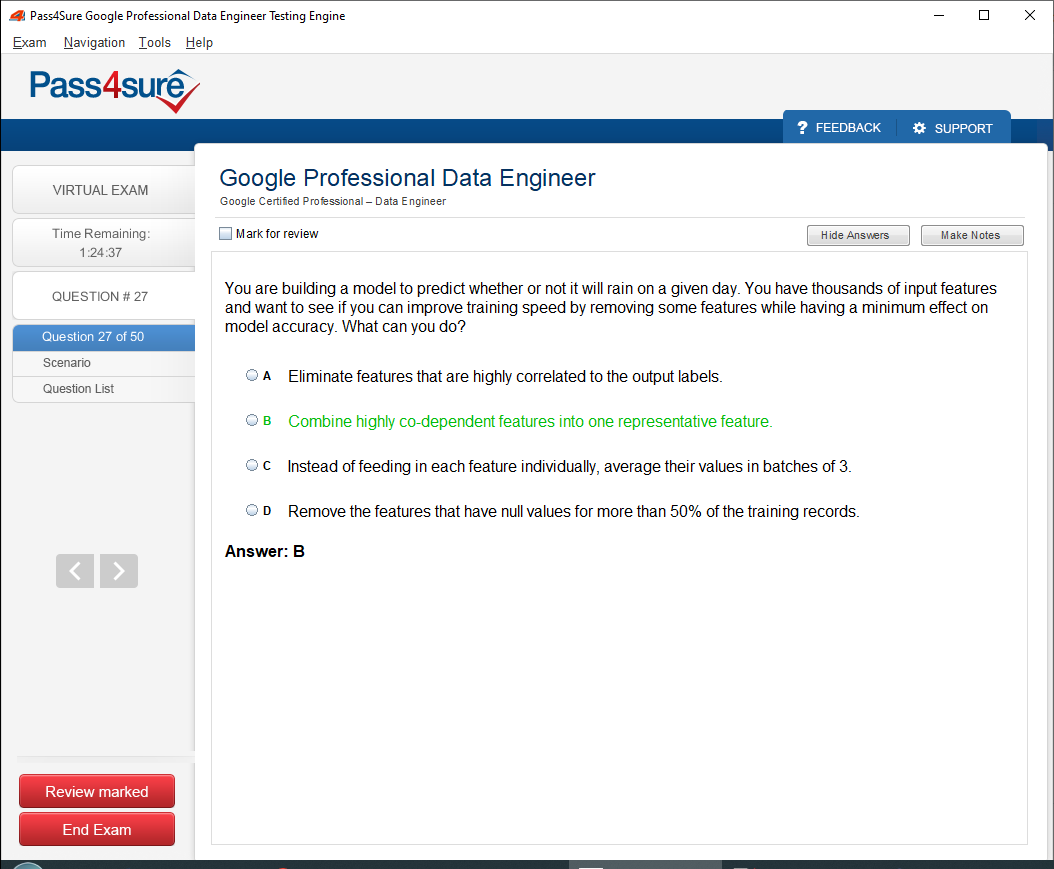 Pass4Sure Google Professional Data Engineer Testing Engine
Exam Navigation Tools Help
Pass4sure
? FEEDBACK SUPPORT
VIRTUAL EXAM
Time Remaining:
1:24:37
QUESTION # 27
Question 27 of 50
Scenario
Question List
Google Professional Data Engineer
Google Certified Professional – Data Engineer
Mark for review
Hide Answers Make Notes
You are building a model to predict whether or not it will rain on a given day. You have thousands of input features
and want to see if you can improve training speed by removing some features while having a minimum effect on
model accuracy. What can you do?
A Eliminate features that are highly correlated to the output labels.
B Combine highly co-dependent features into one representative feature.
C Instead of feeding in each feature individually, average their values in batches of 3.
D Remove the features that have null values for more than 50% of the training records.
Answer: B
Review marked
End Exam